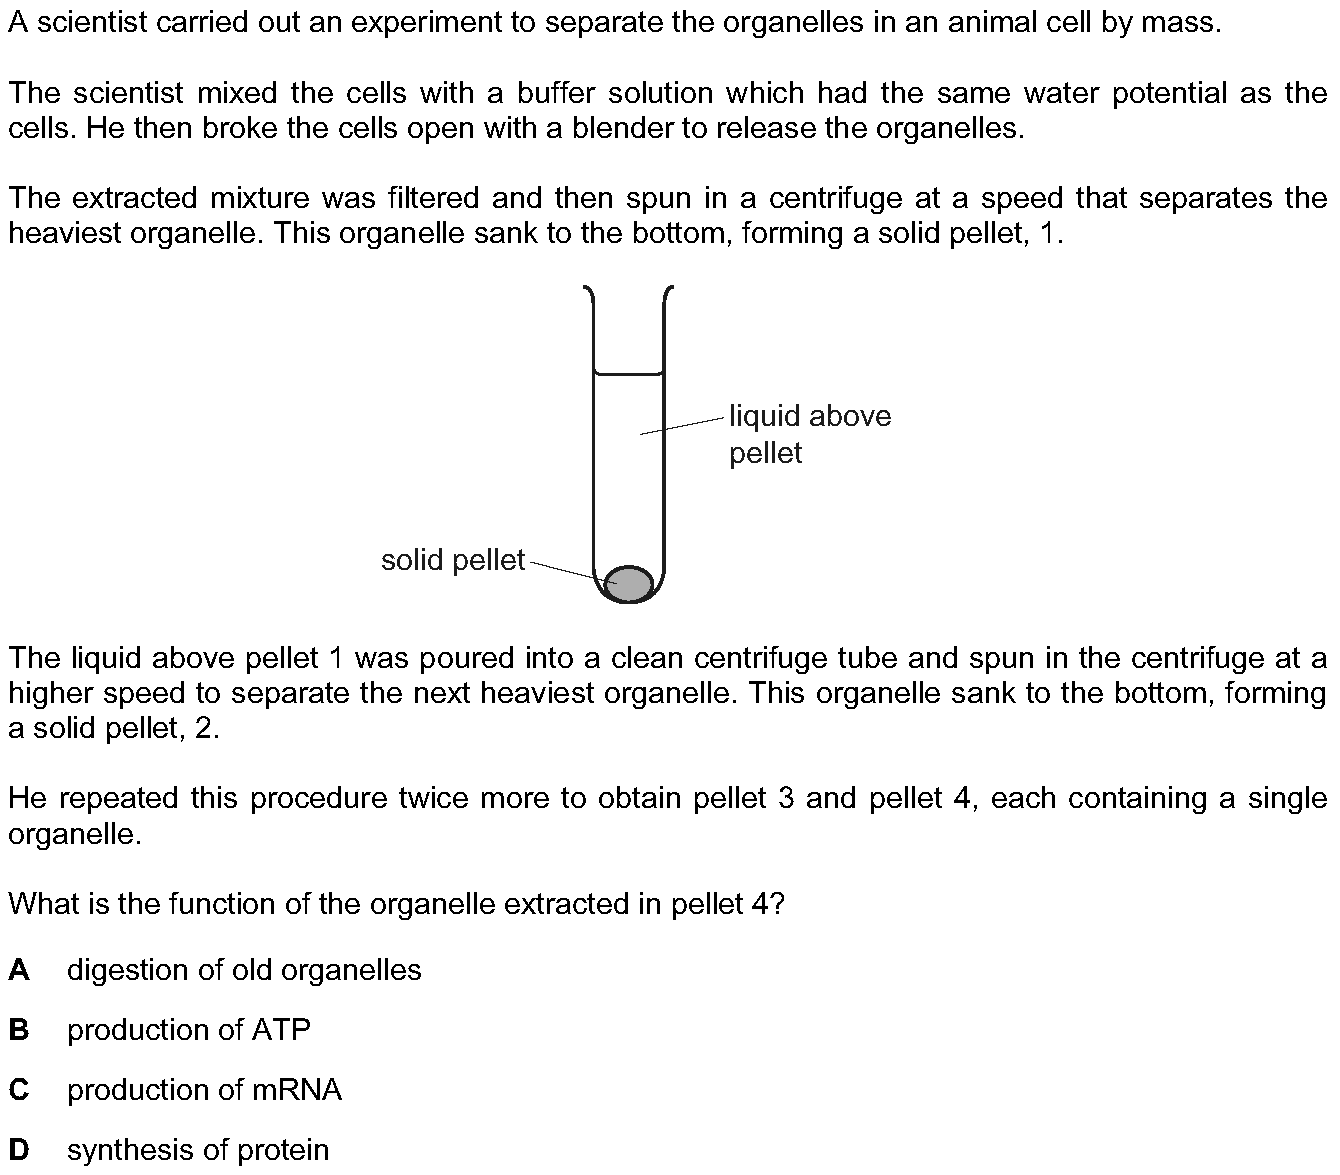 A scientist carried out an experiment to separate the organelles in an animal cell by mass.
The scientist mixed the cells with a buffer solution which had the same water potential as the
cells. He then broke the cells open with a blender to release the organelles.
The extracted mixture was filtered and then spun in a centrifuge at a speed that separates the
heaviest organelle. This organelle sank to the bottom, forming a solid pellet, 1.
liquid above
pellet
solid pellet
The liquid above pellet 1 was poured into a clean centrifuge tube and spun in the centrifuge at a
higher speed to separate the next heaviest organelle. This organelle sank to the bottom, forming
a solid pellet, 2.
He repeated this procedure twice more to obtain pellet 3 and pellet 4, each containing a single
organelle.
What is the function of the organelle extracted in pellet 4?
A digestion of old organelles
B production of ATP
C production of mRNA
D synthesis of protein